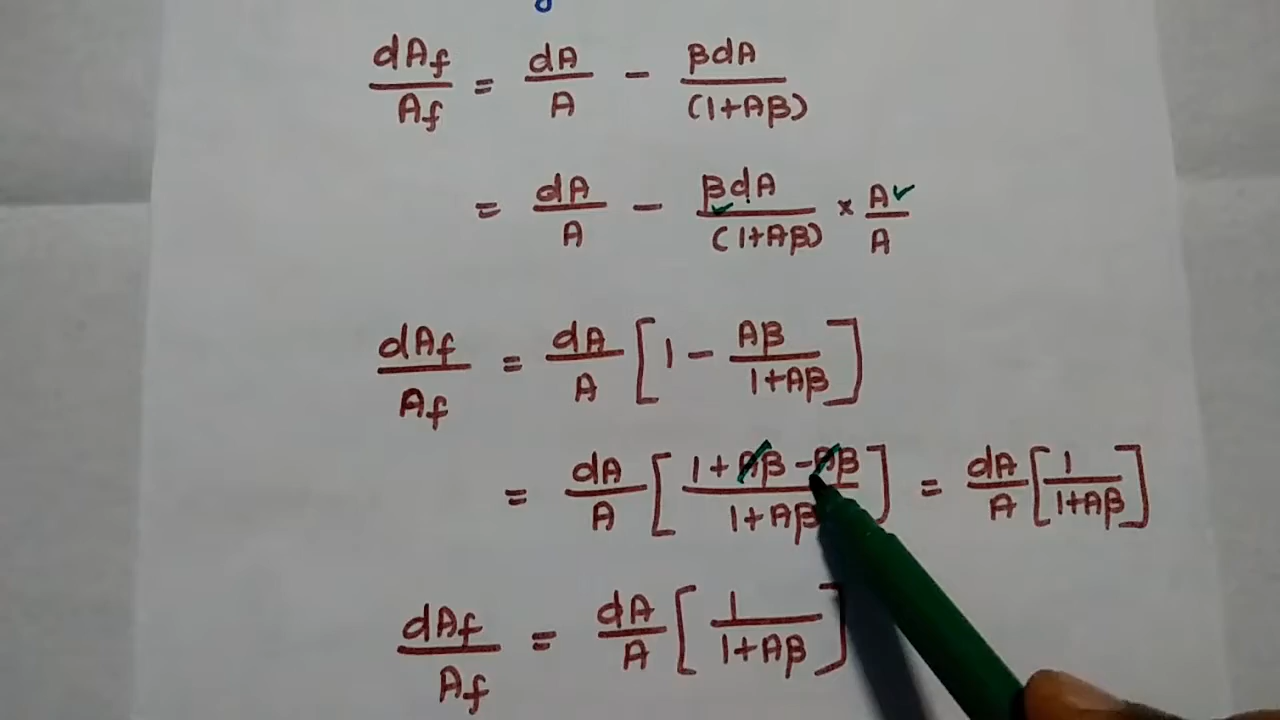 dAf/Af = dA/A - βdA/(1+Aβ)
= dA/A - βdA/(1+Aβ) × A/A
dAf/Af = dA/A [1 - Aβ/1+Aβ]
= dA/A [1+Aβ-Aβ/1+Aβ] = dA/A [1/1+Aβ]
dAf/Af = dA/A [1/1+Aβ]